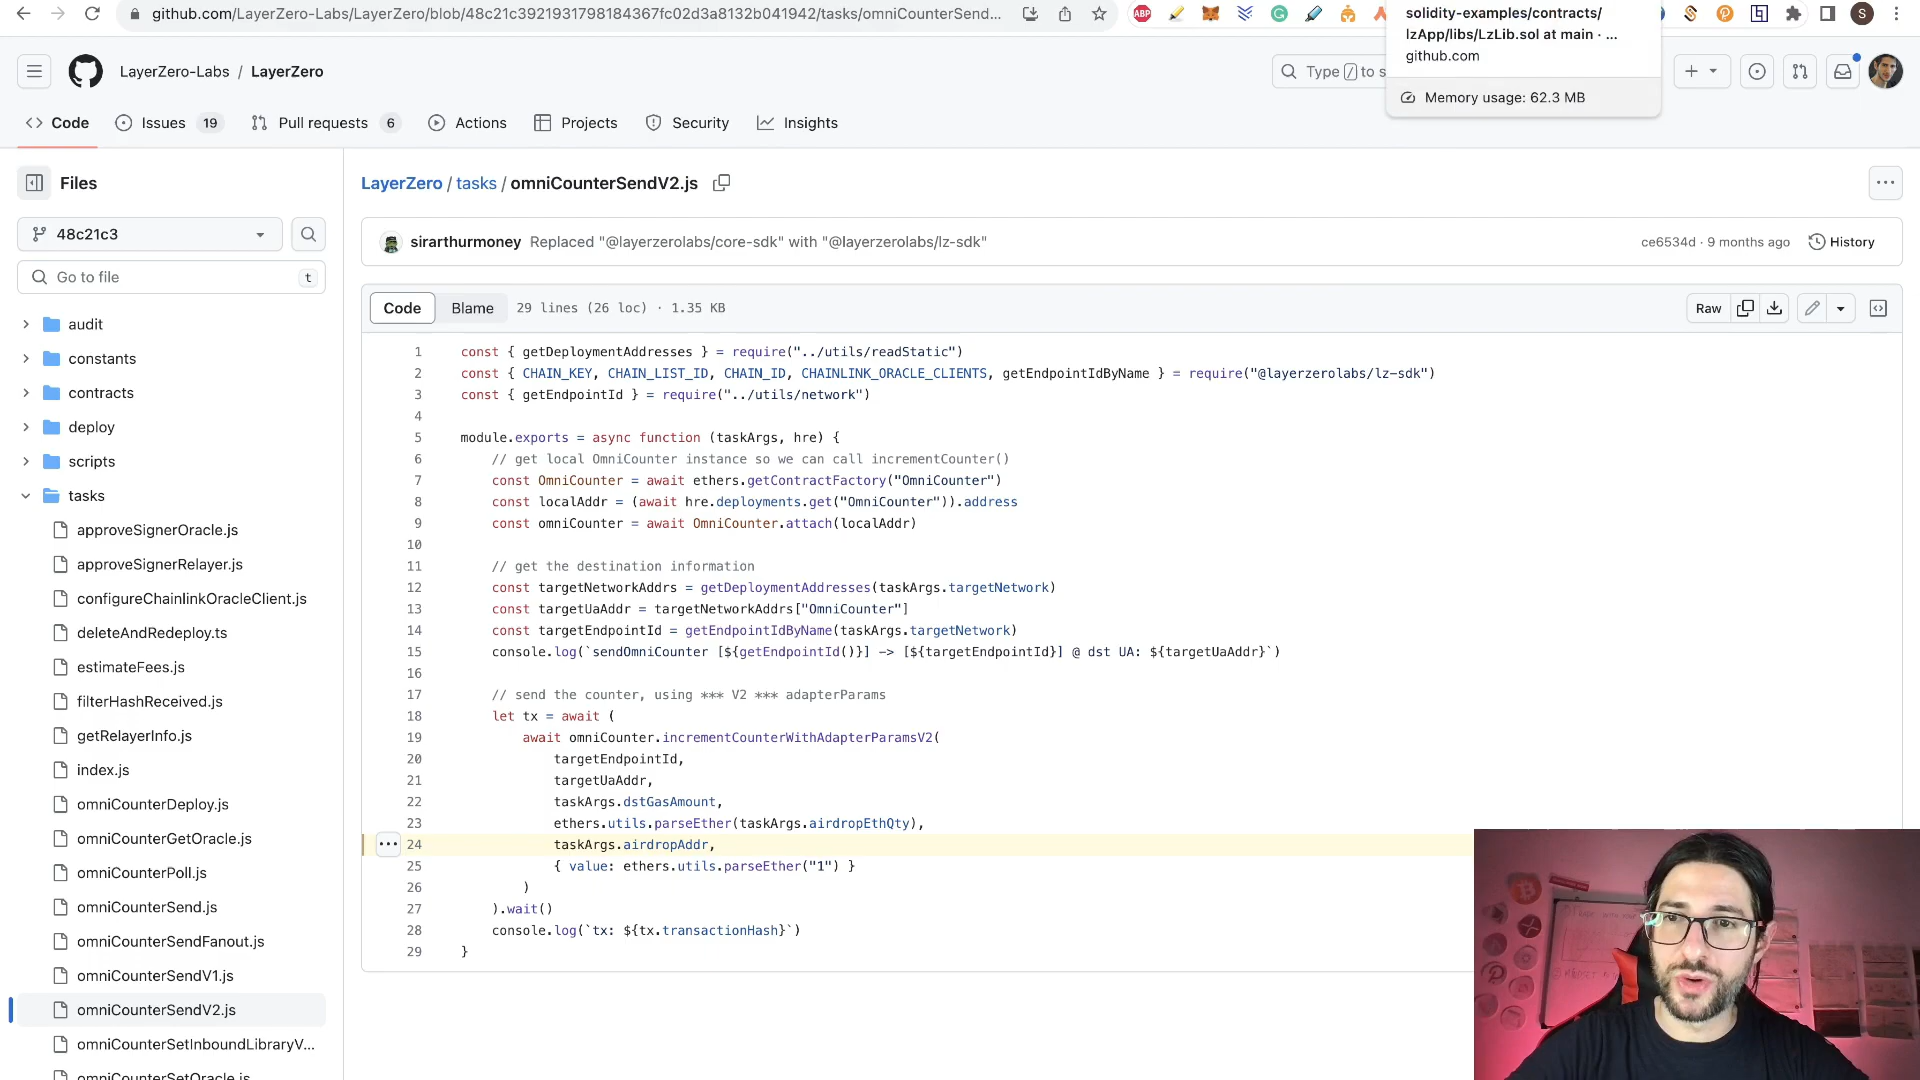 github.com/LayerZero-Labs/LayerZero/blob/48c21c3921931798184367fc02d3a8132b041942/tasks/omniCounterSend...
ABP
S
solidity-examples/contracts/
lzApp/libs/LzLib.sol at main · ...
github.com
Memory usage: 62.3 MB
LayerZero-Labs / LayerZero
Type / to s
Code
Issues 19
Pull requests 6
Actions
Projects
Security
Insights
Files
48c21c3
Go to file t
audit
constants
contracts
deploy
scripts
tasks
approveSignerOracle.js
approveSignerRelayer.js
configureChainlinkOracleClient.js
deleteAndRedeploy.ts
estimateFees.js
filterHashReceived.js
getRelayerInfo.js
index.js
omniCounterDeploy.js
omniCounterGetOracle.js
omniCounterPoll.js
omniCounterSend.js
omniCounterSendFanout.js
omniCounterSendV1.js
omniCounterSendV2.js
omniCounterSetInboundLibraryV...
omniCounterSetOracle.js
LayerZero / tasks / omniCounterSendV2.js
sirarthurmoney Replaced "@layerzerolabs/core-sdk" with "@layerzerolabs/lz-sdk"
ce6534d · 9 months ago
History
Code
Blame
29 lines (26 loc) · 1.35 KB
Raw
1 const { getDeploymentAddresses } = require("../utils/readStatic")
2 const { CHAIN_KEY, CHAIN_LIST_ID, CHAIN_ID, CHAINLINK_ORACLE_CLIENTS, getEndpointIdByName } = require("@layerzerolabs/lz-sdk")
3 const { getEndpointId } = require("../utils/network")
4
5 module.exports = async function (taskArgs, hre) {
6 // get local OmniCounter instance so we can call incrementCounter()
7 const OmniCounter = await ethers.getContractFactory("OmniCounter")
8 const localAddr = (await hre.deployments.get("OmniCounter")).address
9 const omniCounter = await OmniCounter.attach(localAddr)
10
11 // get the destination information
12 const targetNetworkAddrs = getDeploymentAddresses(taskArgs.targetNetwork)
13 const targetUaAddr = targetNetworkAddrs["OmniCounter"]
14 const targetEndpointId = getEndpointIdByName(taskArgs.targetNetwork)
15 console.log(`sendOmniCounter [${getEndpointId()}] -> [${targetEndpointId}] @ dst UA: ${targetUaAddr}`)
16
17 // send the counter, using *** V2 *** adapterParams
18 let tx = await (
19 await omniCounter.incrementCounterWithAdapterParamsV2(
20 targetEndpointId,
21 targetUaAddr,
22 taskArgs.dstGasAmount,
23 ethers.utils.parseEther(taskArgs.airdropEthQty),
24 taskArgs.airdropAddr,
25 { value: ethers.utils.parseEther("1") }
26 )
27 ).wait()
28 console.log(`tx: ${tx.transactionHash}`)
29 }